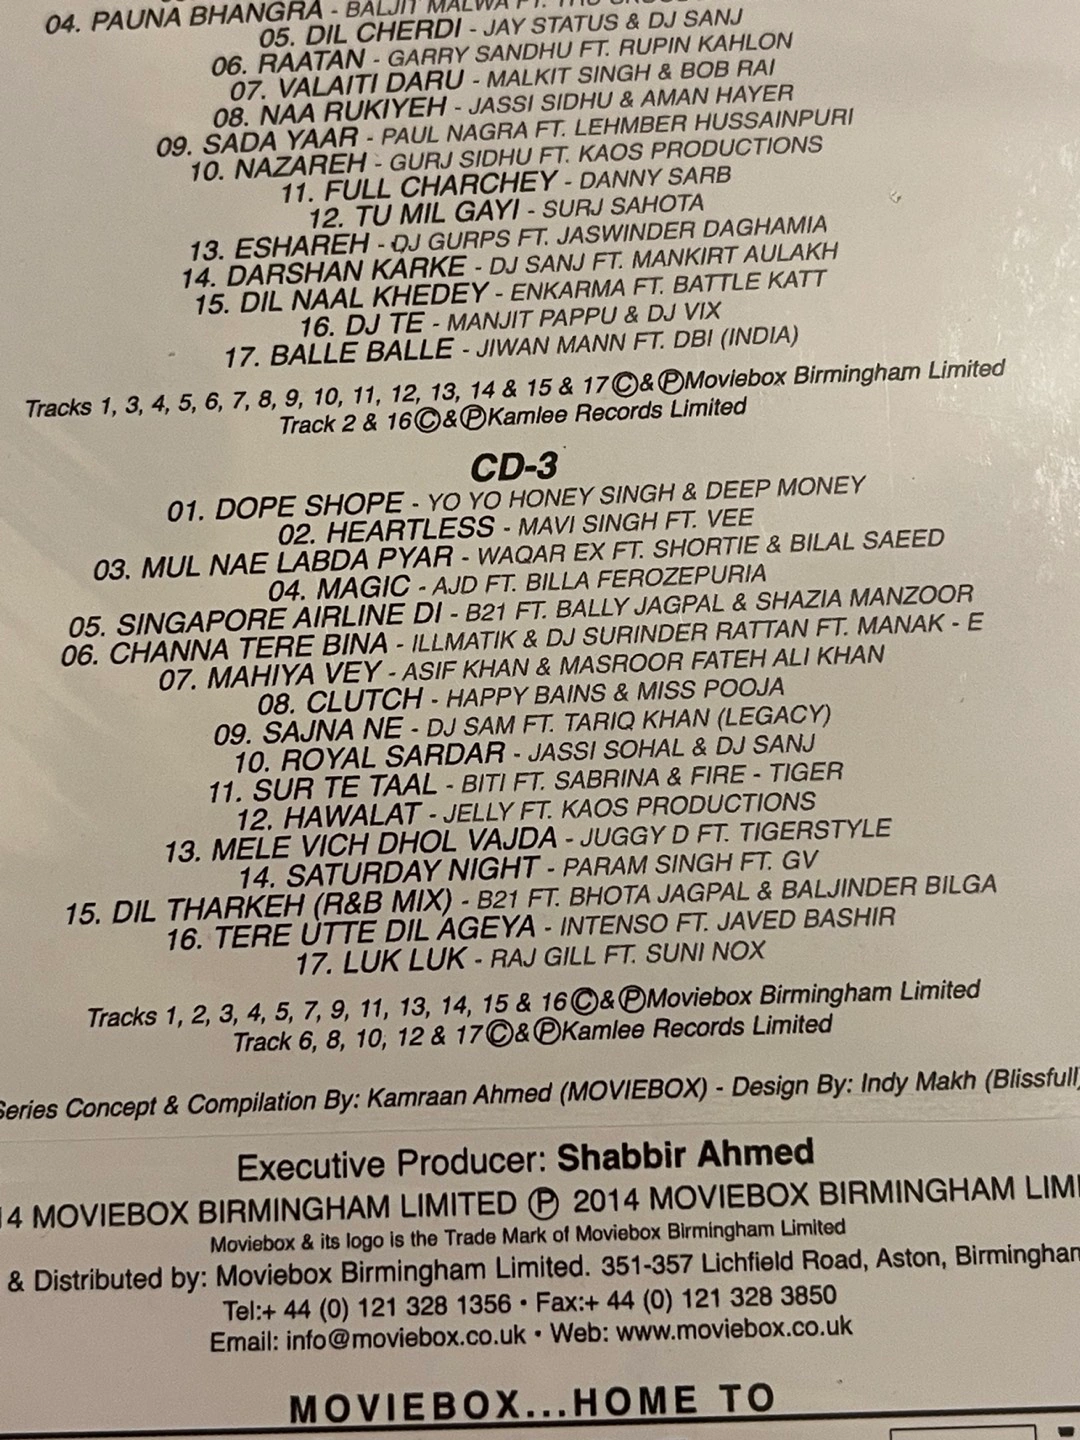 04. PAUNA BHANGRA - BALJIT MALWA FT.
05. DIL CHERDI - JAY STATUS & DJ SANJ
06. RAATAN - GARRY SANDHU FT. RUPIN KAHLON
07. VALAITI DARU - MALKIT SINGH & BOB RAI
08. NAA RUKIYEH - JASSI SIDHU & AMAN HAYER
09. SADA YAAR - PAUL NAGRA FT. LEHMBER HUSSAINPURI
10. NAZAREH - GURJ SIDHU FT. KAOS PRODUCTIONS
11. FULL CHARCHEY - DANNY SARB
12. TU MIL GAYI - SURJ SAHOTA
13. ESHAREH - DJ GURPS FT. JASWINDER DAGHAMIA
14. DARSHAN KARKE - DJ SANJ FT. MANKIRT AULAKH
15. DIL NAAL KHEDEY - ENKARMA FT. BATTLE KATT
16. DJ TE - MANJIT PAPPU & DJ VIX
17. BALLE BALLE - JIWAN MANN FT. DBI (INDIA)
Tracks 1, 3, 4, 5, 6, 7, 8, 9, 10, 11, 12, 13, 14 & 15 & 17©&℗Moviebox Birmingham Limited
Track 2 & 16©&℗Kamlee Records Limited
CD-3
01. DOPE SHOPE - YO YO HONEY SINGH & DEEP MONEY
02. HEARTLESS - MAVI SINGH FT. VEE
03. MUL NAE LABDA PYAR - WAQAR EX FT. SHORTIE & BILAL SAEED
04. MAGIC - AJD FT. BILLA FEROZEPURIA
05. SINGAPORE AIRLINE DI - B21 FT. BALLY JAGPAL & SHAZIA MANZOOR
06. CHANNA TERE BINA - ILLMATIK & DJ SURINDER RATTAN FT. MANAK - E
07. MAHIYA VEY - ASIF KHAN & MASROOR FATEH ALI KHAN
08. CLUTCH - HAPPY BAINS & MISS POOJA
09. SAJNA NE - DJ SAM FT. TARIQ KHAN (LEGACY)
10. ROYAL SARDAR - JASSI SOHAL & DJ SANJ
11. SUR TE TAAL - BITI FT. SABRINA & FIRE - TIGER
12. HAWALAT - JELLY FT. KAOS PRODUCTIONS
13. MELE VICH DHOL VAJDA - JUGGY D FT. TIGERSTYLE
14. SATURDAY NIGHT - PARAM SINGH FT. GV
15. DIL THARKEH (R&B MIX) - B21 FT. BHOTA JAGPAL & BALJINDER BILGA
16. TERE UTTE DIL AGEYA - INTENSO FT. JAVED BASHIR
17. LUK LUK - RAJ GILL FT. SUNI NOX
Tracks 1, 2, 3, 4, 5, 7, 9, 11, 13, 14, 15 & 16©&℗Moviebox Birmingham Limited
Track 6, 8, 10, 12 & 17©&℗Kamlee Records Limited
Series Concept & Compilation By: Kamraan Ahmed (MOVIEBOX) - Design By: Indy Makh (Blissfull)
Executive Producer: Shabbir Ahmed
14 MOVIEBOX BIRMINGHAM LIMITED ℗ 2014 MOVIEBOX BIRMINGHAM LIMI
Moviebox & its logo is the Trade Mark of Moviebox Birmingham Limited
& Distributed by: Moviebox Birmingham Limited. 351-357 Lichfield Road, Aston, Birmingham
Tel:+ 44 (0) 121 328 1356 • Fax:+ 44 (0) 121 328 3850
Email: info@moviebox.co.uk • Web: www.moviebox.co.uk
MOVIEBOX...HOME TO